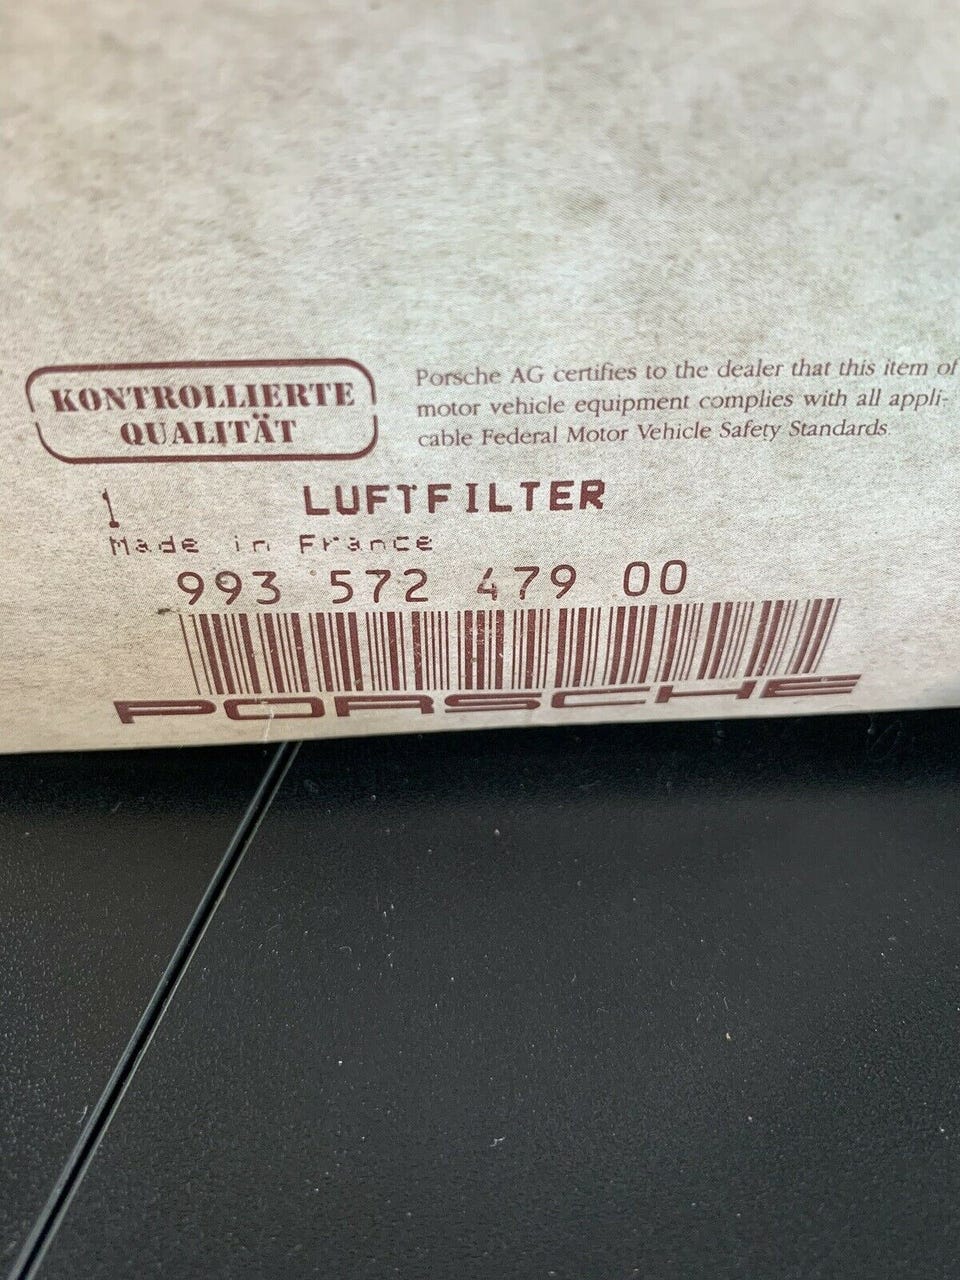 KONTROLLIERTE
QUALITÄT
Porsche AG certifies to the dealer that this item of
motor vehicle equipment complies with all appli-
cable Federal Motor Vehicle Safety Standards.
1 LUFTFILTER
Made in France
993 572 479 00
PORSCHE